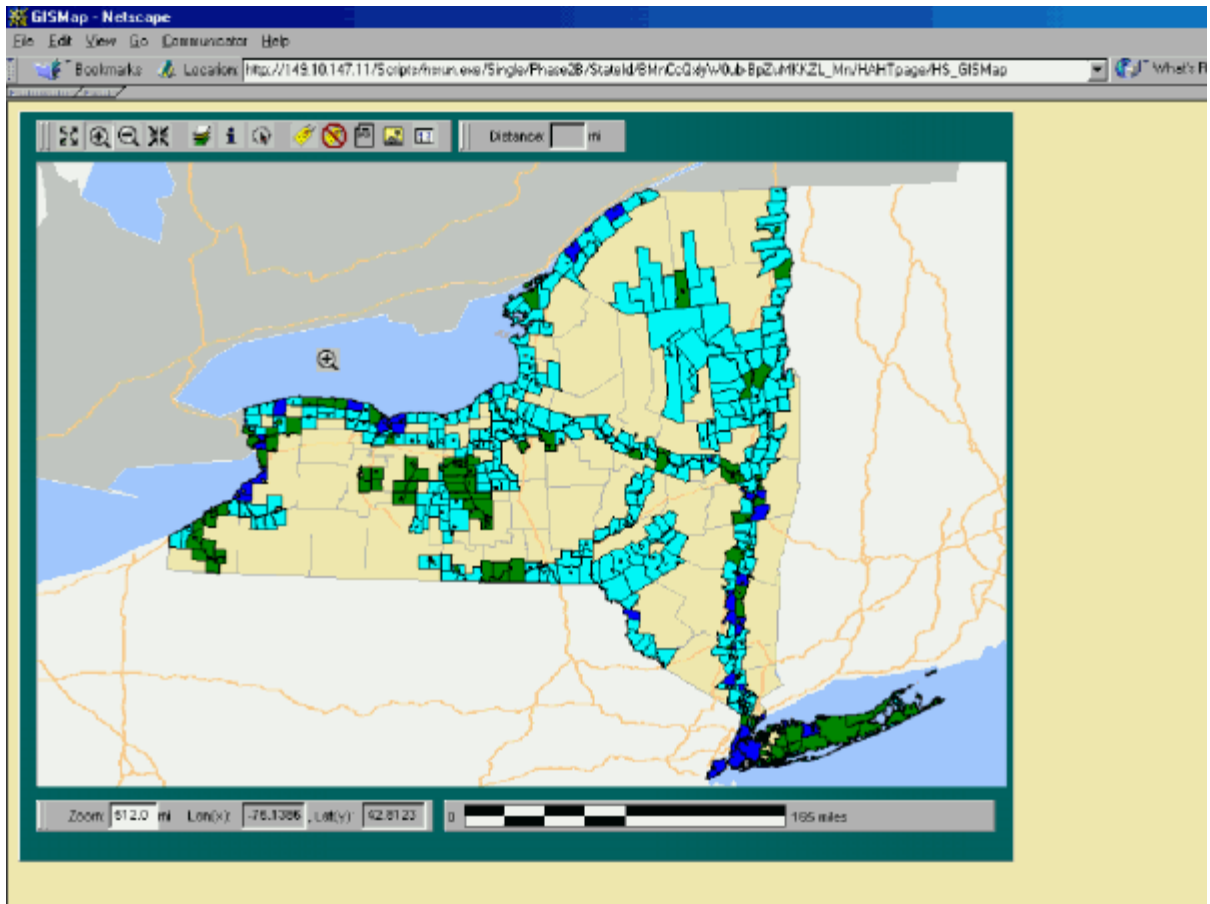 GISMap - Netscape
File Edit View Go Communicator Help
Bookmarks Location: What's R
Distance: mi
Zoom: 612.0 mi Lon(x): -76.1386 , Lat(y): 42.8123 0 165 miles